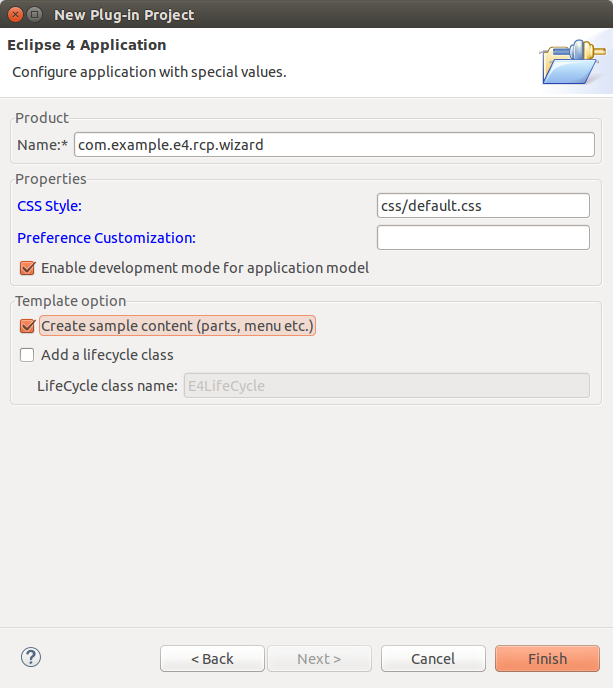 New Plug-in Project
Eclipse 4 Application
Configure application with special values.
Product
Name:* com.example.e4.rcp.wizard
Properties
CSS Style: css/default.css
Preference Customization:
Enable development mode for application model
Template option
Create sample content (parts, menu etc.)
Add a lifecycle class
LifeCycle class name: E4LifeCycle
? < Back Next > Cancel Finish